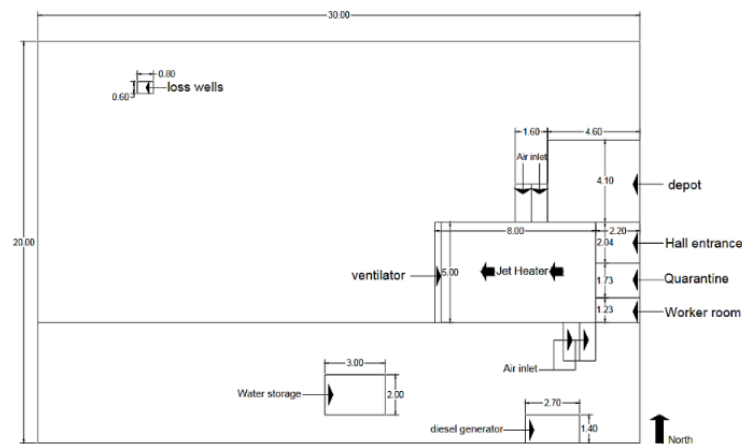 30.00
0.80
loss wells
0.60
1.60
4.60
Air inlet
4.10
depot
20.00
8.00
2.20
2.04
Hall entrance
ventilator
5.00
Jet Heater
1.73
Quarantine
1.23
Worker room
3.00
Air inlet
Water storage
2.00
2.70
diesel generator
1.40
North